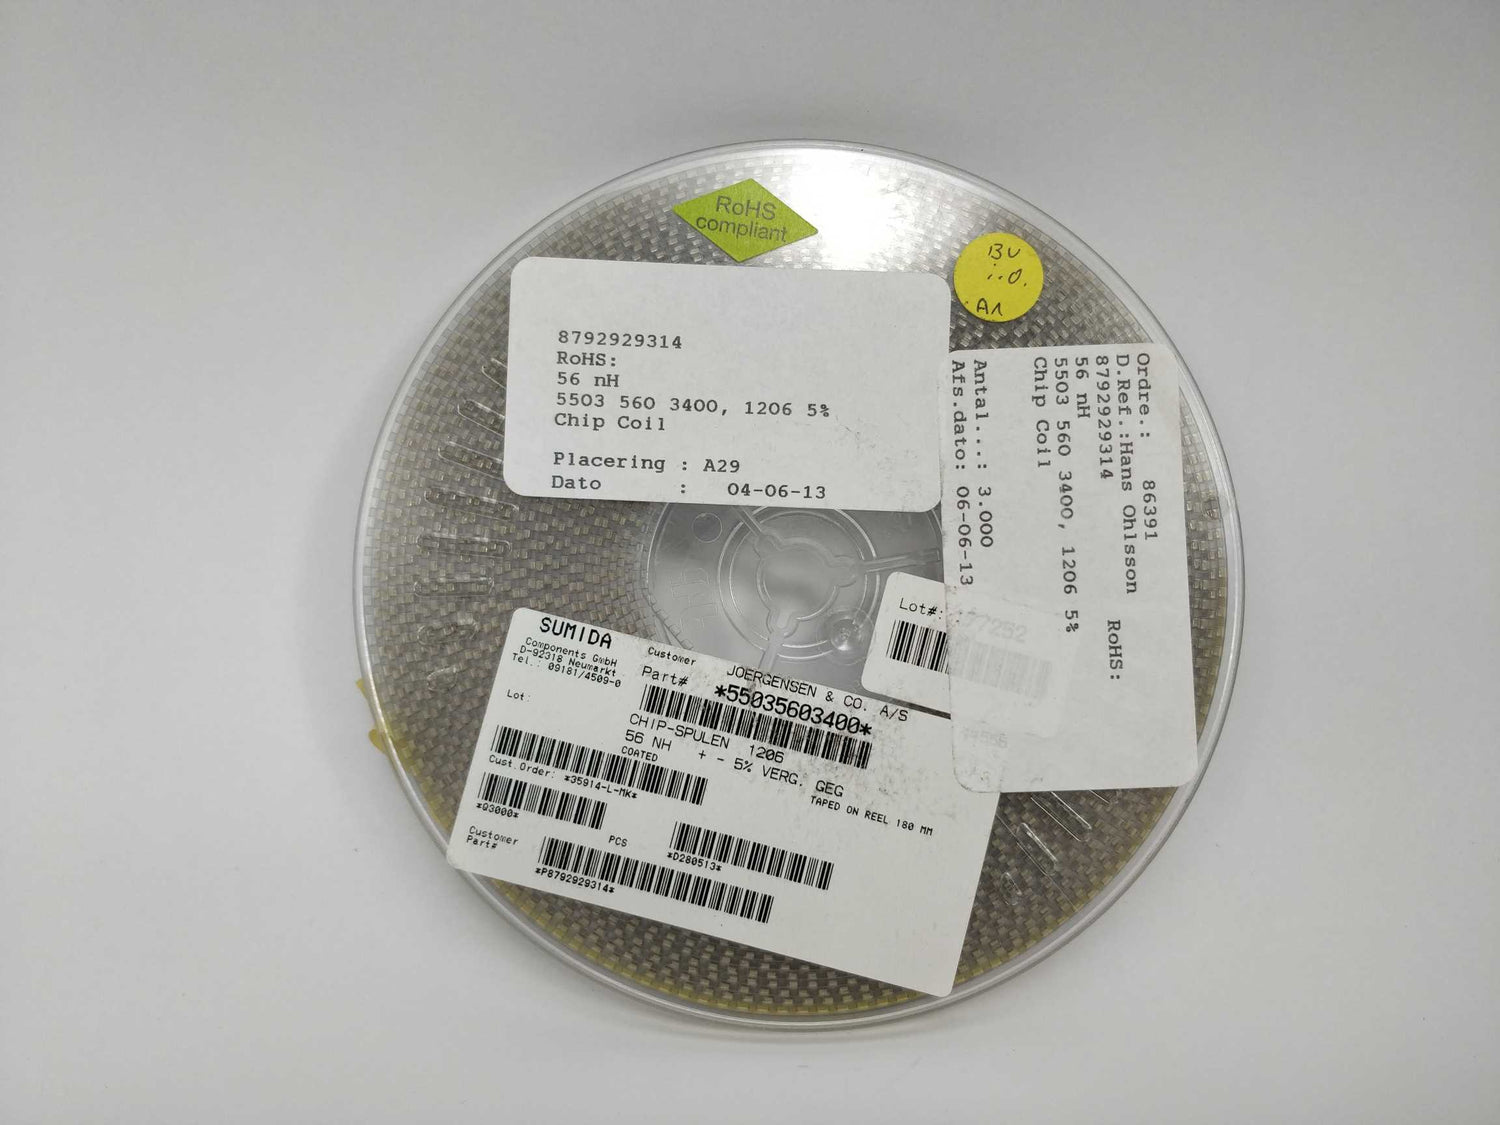 RoHS
compliant
BU
A1
8792929314
RoHS:
56 nH
5503 560 3400, 1206 5%
Chip Coil
Placering : A29
Dato : 04-06-13
Ordre.: 86391
D.Ref.:Hans Ohlsson
8792929314 RoHS:
56 nH
5503 560 3400, 1206 5%
Chip Coil
Antal...: 3.000
Afs.dato: 06-06-13
Lot#:
SUMIDA
Components GmbH
D-92318 Neumarkt
Tel.: 09181/4509-0
Customer JOERGENSEN & CO. A/S
Part# *55035603400*
Lot:
CHIP-SPULEN 1206
56 NH + - 5% VERG. GEG
COATED
TAPED ON REEL 180 MM
Cust.Order: *35914-L-MK*
*Q3000*
PCS
*D280513*
Customer
Part#
*P8792929314*